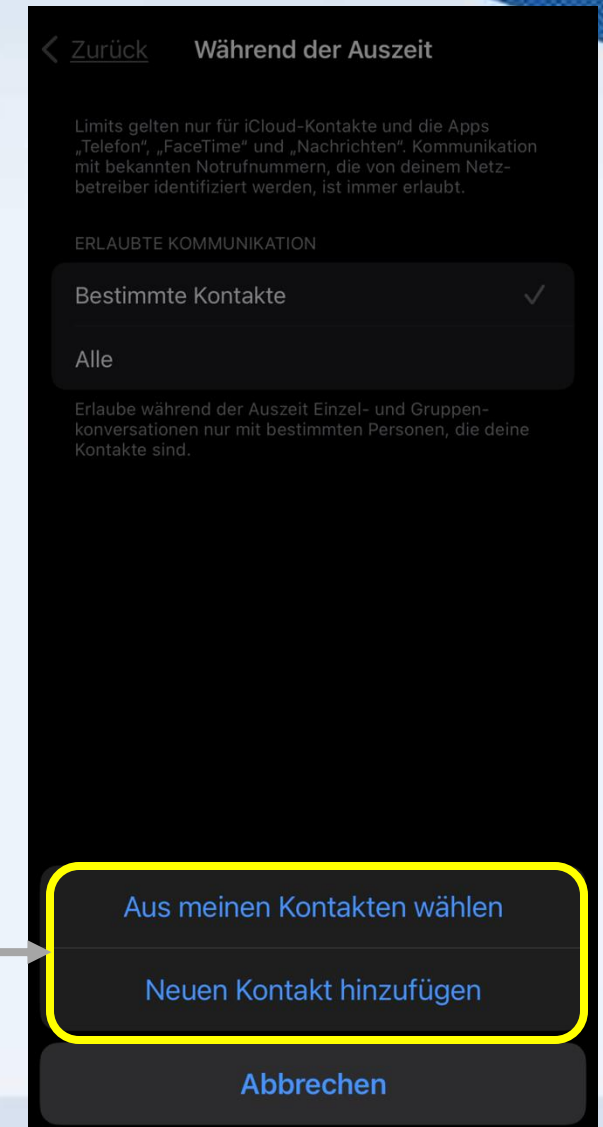 Zurück Während der Auszeit
Limits gelten nur für iCloud-Kontakte und die Apps
„Telefon“, „FaceTime“ und „Nachrichten“. Kommunikation
mit bekannten Notrufnummern, die von deinem Netz-
betreiber identifiziert werden, ist immer erlaubt.
ERLAUBTE KOMMUNIKATION
Bestimmte Kontakte
Alle
Erlaube während der Auszeit Einzel- und Gruppen-
konversationen nur mit bestimmten Personen, die deine
Kontakte sind.
Aus meinen Kontakten wählen
Neuen Kontakt hinzufügen
Abbrechen